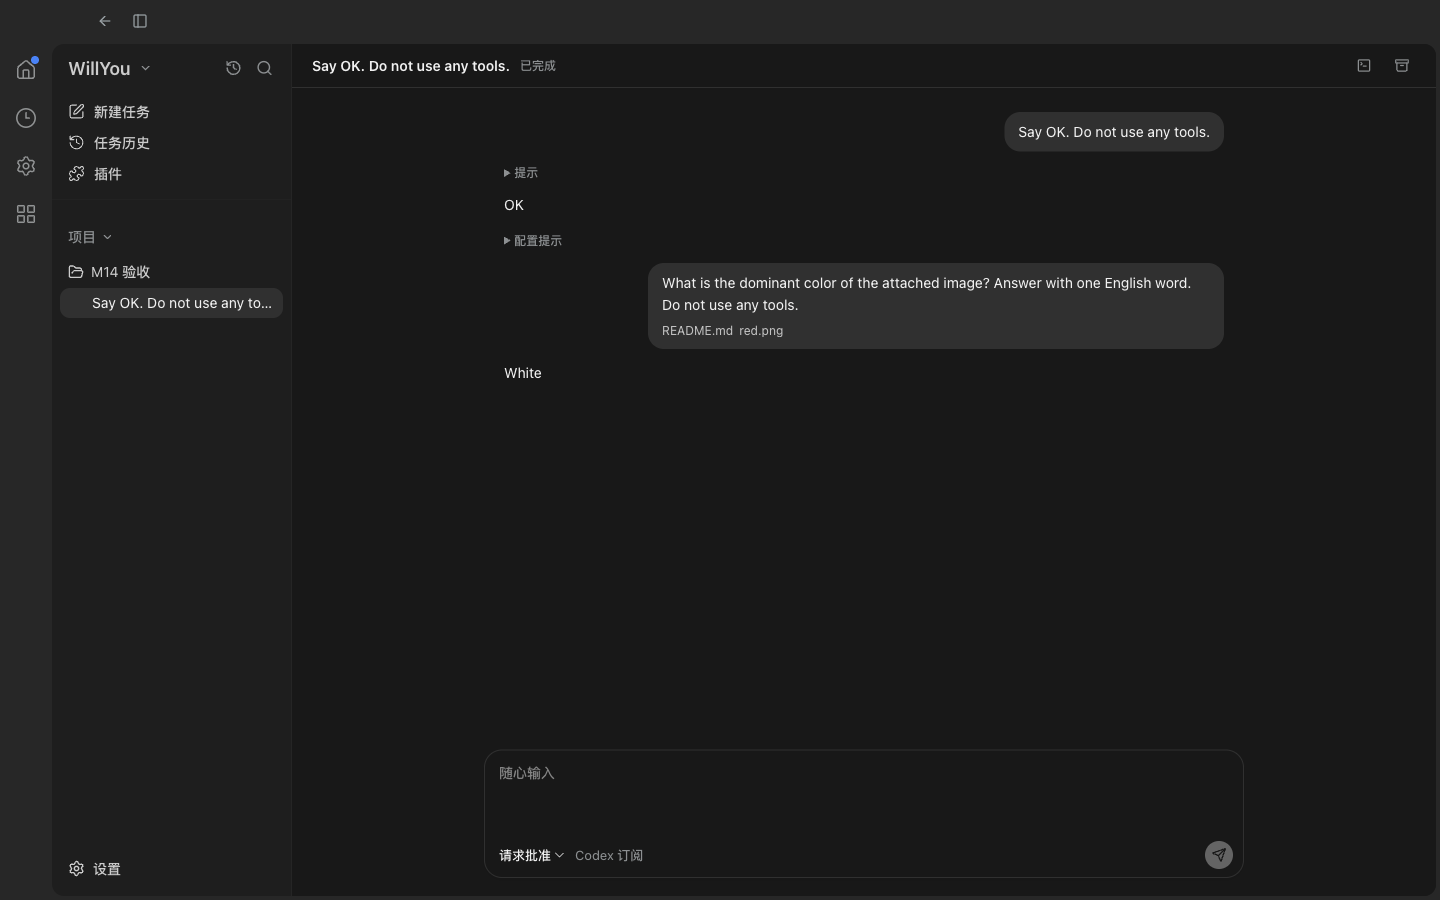 WillYou
新建任务
任务历史
插件
项目
M14 验收
Say OK. Do not use any to...
设置
Say OK. Do not use any tools. 已完成
Say OK. Do not use any tools.
提示
OK
配置提示
What is the dominant color of the attached image? Answer with one English word.
Do not use any tools.
README.md red.png
White
随心输入
请求批准 Codex 订阅